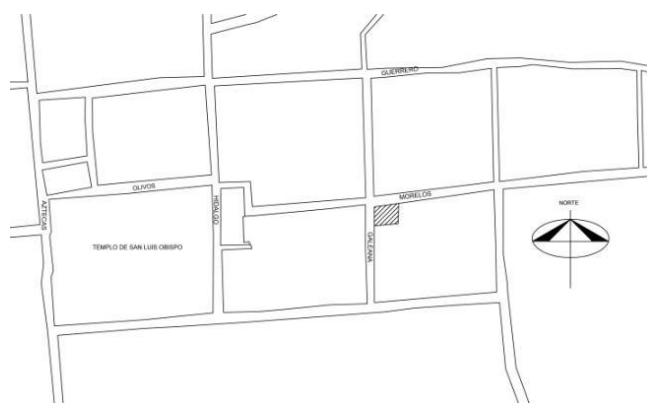 GUERRERO
OLIVOS
MORELOS
AZTECAS
HIDALGO
NORTE
GALEANA
TEMPLO DE SAN LUIS OBISPO